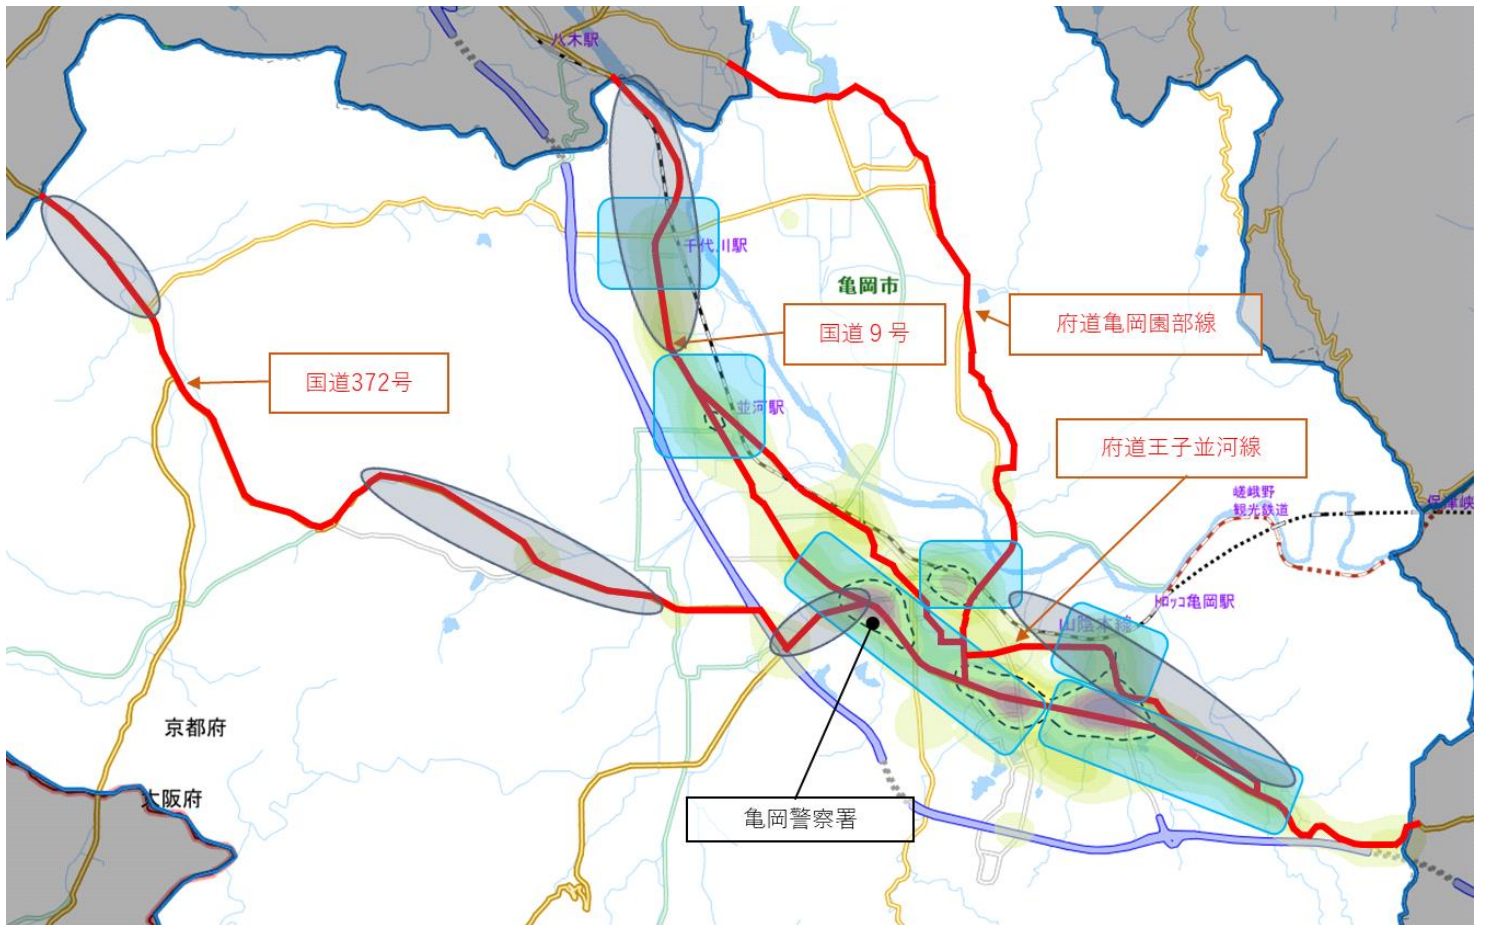 八木駅
千代川駅
亀岡市
国道９号
府道亀岡園部線
国道372号
並河駅
府道王子並河線
嵯峨野
観光鉄道
保津峡
ﾄﾛｯｺ亀岡駅
山陰本線
京都府
大阪府
亀岡警察署